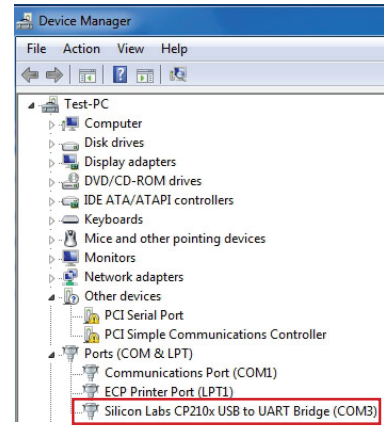 Device Manager
File Action View Help
Test-PC
Computer
Disk drives
Display adapters
DVD/CD-ROM drives
IDE ATA/ATAPI controllers
Keyboards
Mice and other pointing devices
Monitors
Network adapters
Other devices
PCI Serial Port
PCI Simple Communications Controller
Ports (COM & LPT)
Communications Port (COM1)
ECP Printer Port (LPT1)
Silicon Labs CP210x USB to UART Bridge (COM3)